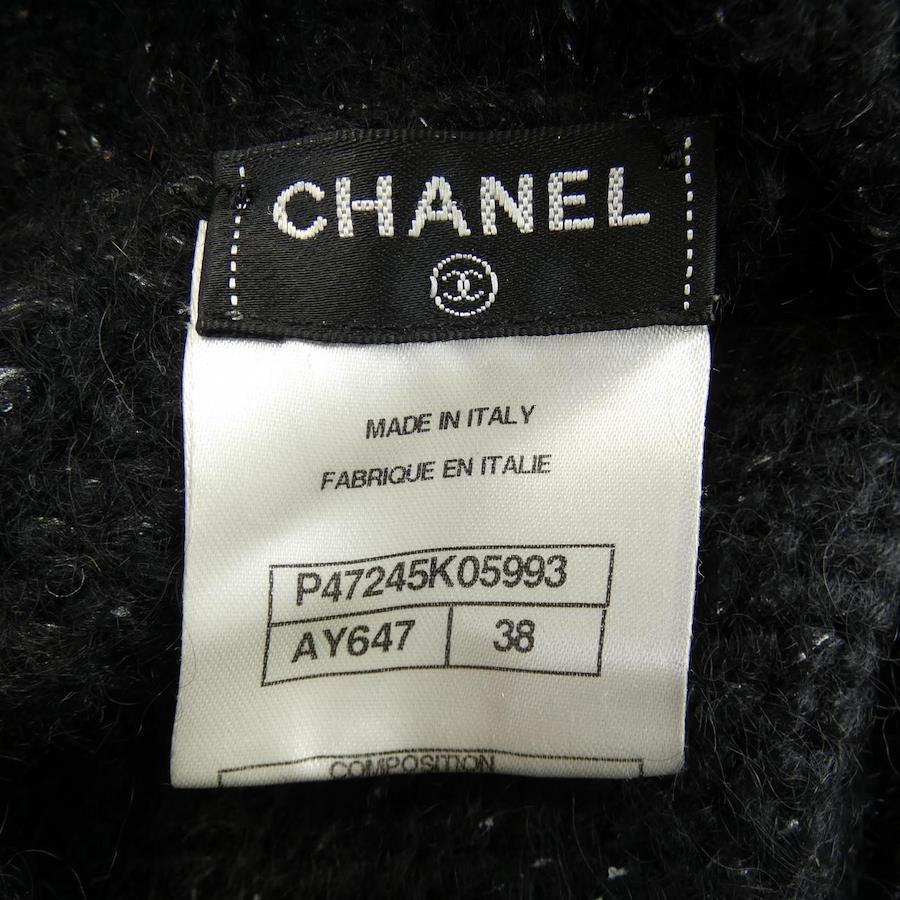 CHANEL
MADE IN ITALY
FABRIQUE EN ITALIE
P47245K05993
AY647 38
COMPOSITION